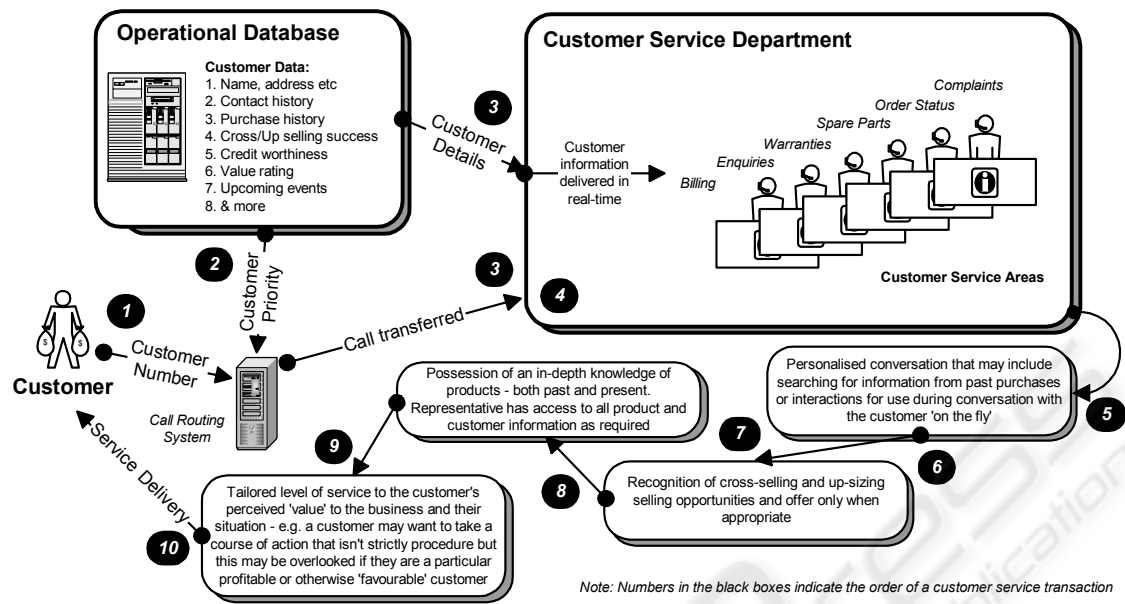 Operational Database
Customer Data:
1. Name, address etc
2. Contact history
3. Purchase history
4. Cross/Up selling success
5. Credit worthiness
6. Value rating
7. Upcoming events
8. & more
Customer Service Department
Complaints
Order Status
Spare Parts
Warranties
Enquiries
Billing
Customer
information
delivered in
real-time
Customer Service Areas
3
Customer
Details
2
Customer
Priority
3
4
Call transferred
1
Customer
Number
$
$
Customer
Call Routing
System
Personalised conversation that may include
searching for information from past purchases
or interactions for use during conversation with
the customer 'on the fly'
5
6
7
Recognition of cross-selling and up-sizing
selling opportunities and offer only when
appropriate
8
Possession of an in-depth knowledge of
products - both past and present.
Representative has access to all product and
customer information as required
9
Tailored level of service to the customer's
perceived 'value' to the business and their
situation - e.g. a customer may want to take a
course of action that isn't strictly procedure but
this may be overlooked if they are a particular
profitable or otherwise 'favourable' customer
10
Service Delivery
Note: Numbers in the black boxes indicate the order of a customer service transaction